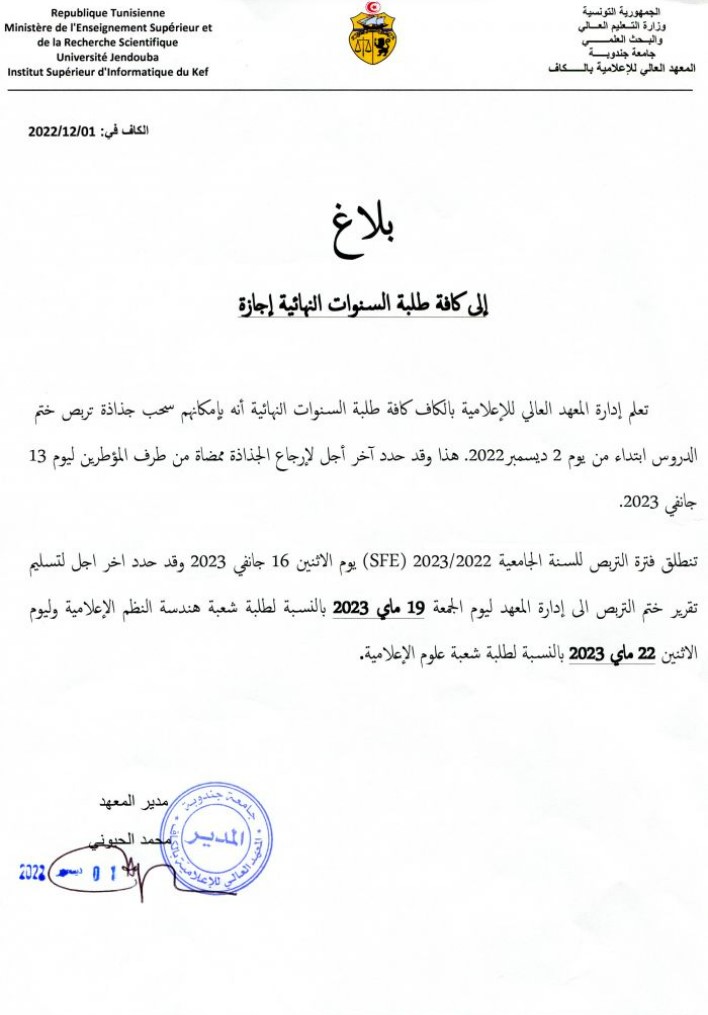 Republique Tunisienne
Ministère de l'Enseignement Supérieur et
de la Recherche Scientifique
Université Jendouba
Institut Supérieur d'Informatique du Kef
الجمهورية التونسية
وزارة التعليم العالي
والبحث العلمي
جامعة جندوبة
المعهد العالي للإعلامية بالكاف
الكاف في: 2022/12/01
بلاغ
إلى كافة طلبة السنوات النهائية إجازة
تعلم إدارة المعهد العالي للإعلامية بالكاف كافة طلبة السنوات النهائية أنه بإمكانهم سحب جذاذة تربص ختم
الدروس ابتداء من يوم 2 ديسمبر 2022. هذا وقد حدد آخر أجل لإرجاع الجذاذة ممضاة من طرف المؤطرين ليوم 13
جانفي 2023.
تنطلق فترة التربص للسنة الجامعية 2023/2022 (SFE) يوم الاثنين 16 جانفي 2023 وقد حدد اخر اجل لتسليم
تقرير ختم التربص الى إدارة المعهد ليوم الجمعة 19 ماي 2023 بالنسبة لطلبة شعبة هندسة النظم الإعلامية وليوم
الاثنين 22 ماي 2023 بالنسبة لطلبة شعبة علوم الإعلامية.
مدير المعهد
محمد الحيوني
جامعة جندوبة
المدير
المعهد العالي للإعلامية بالكاف
01 ديسمبر 2022